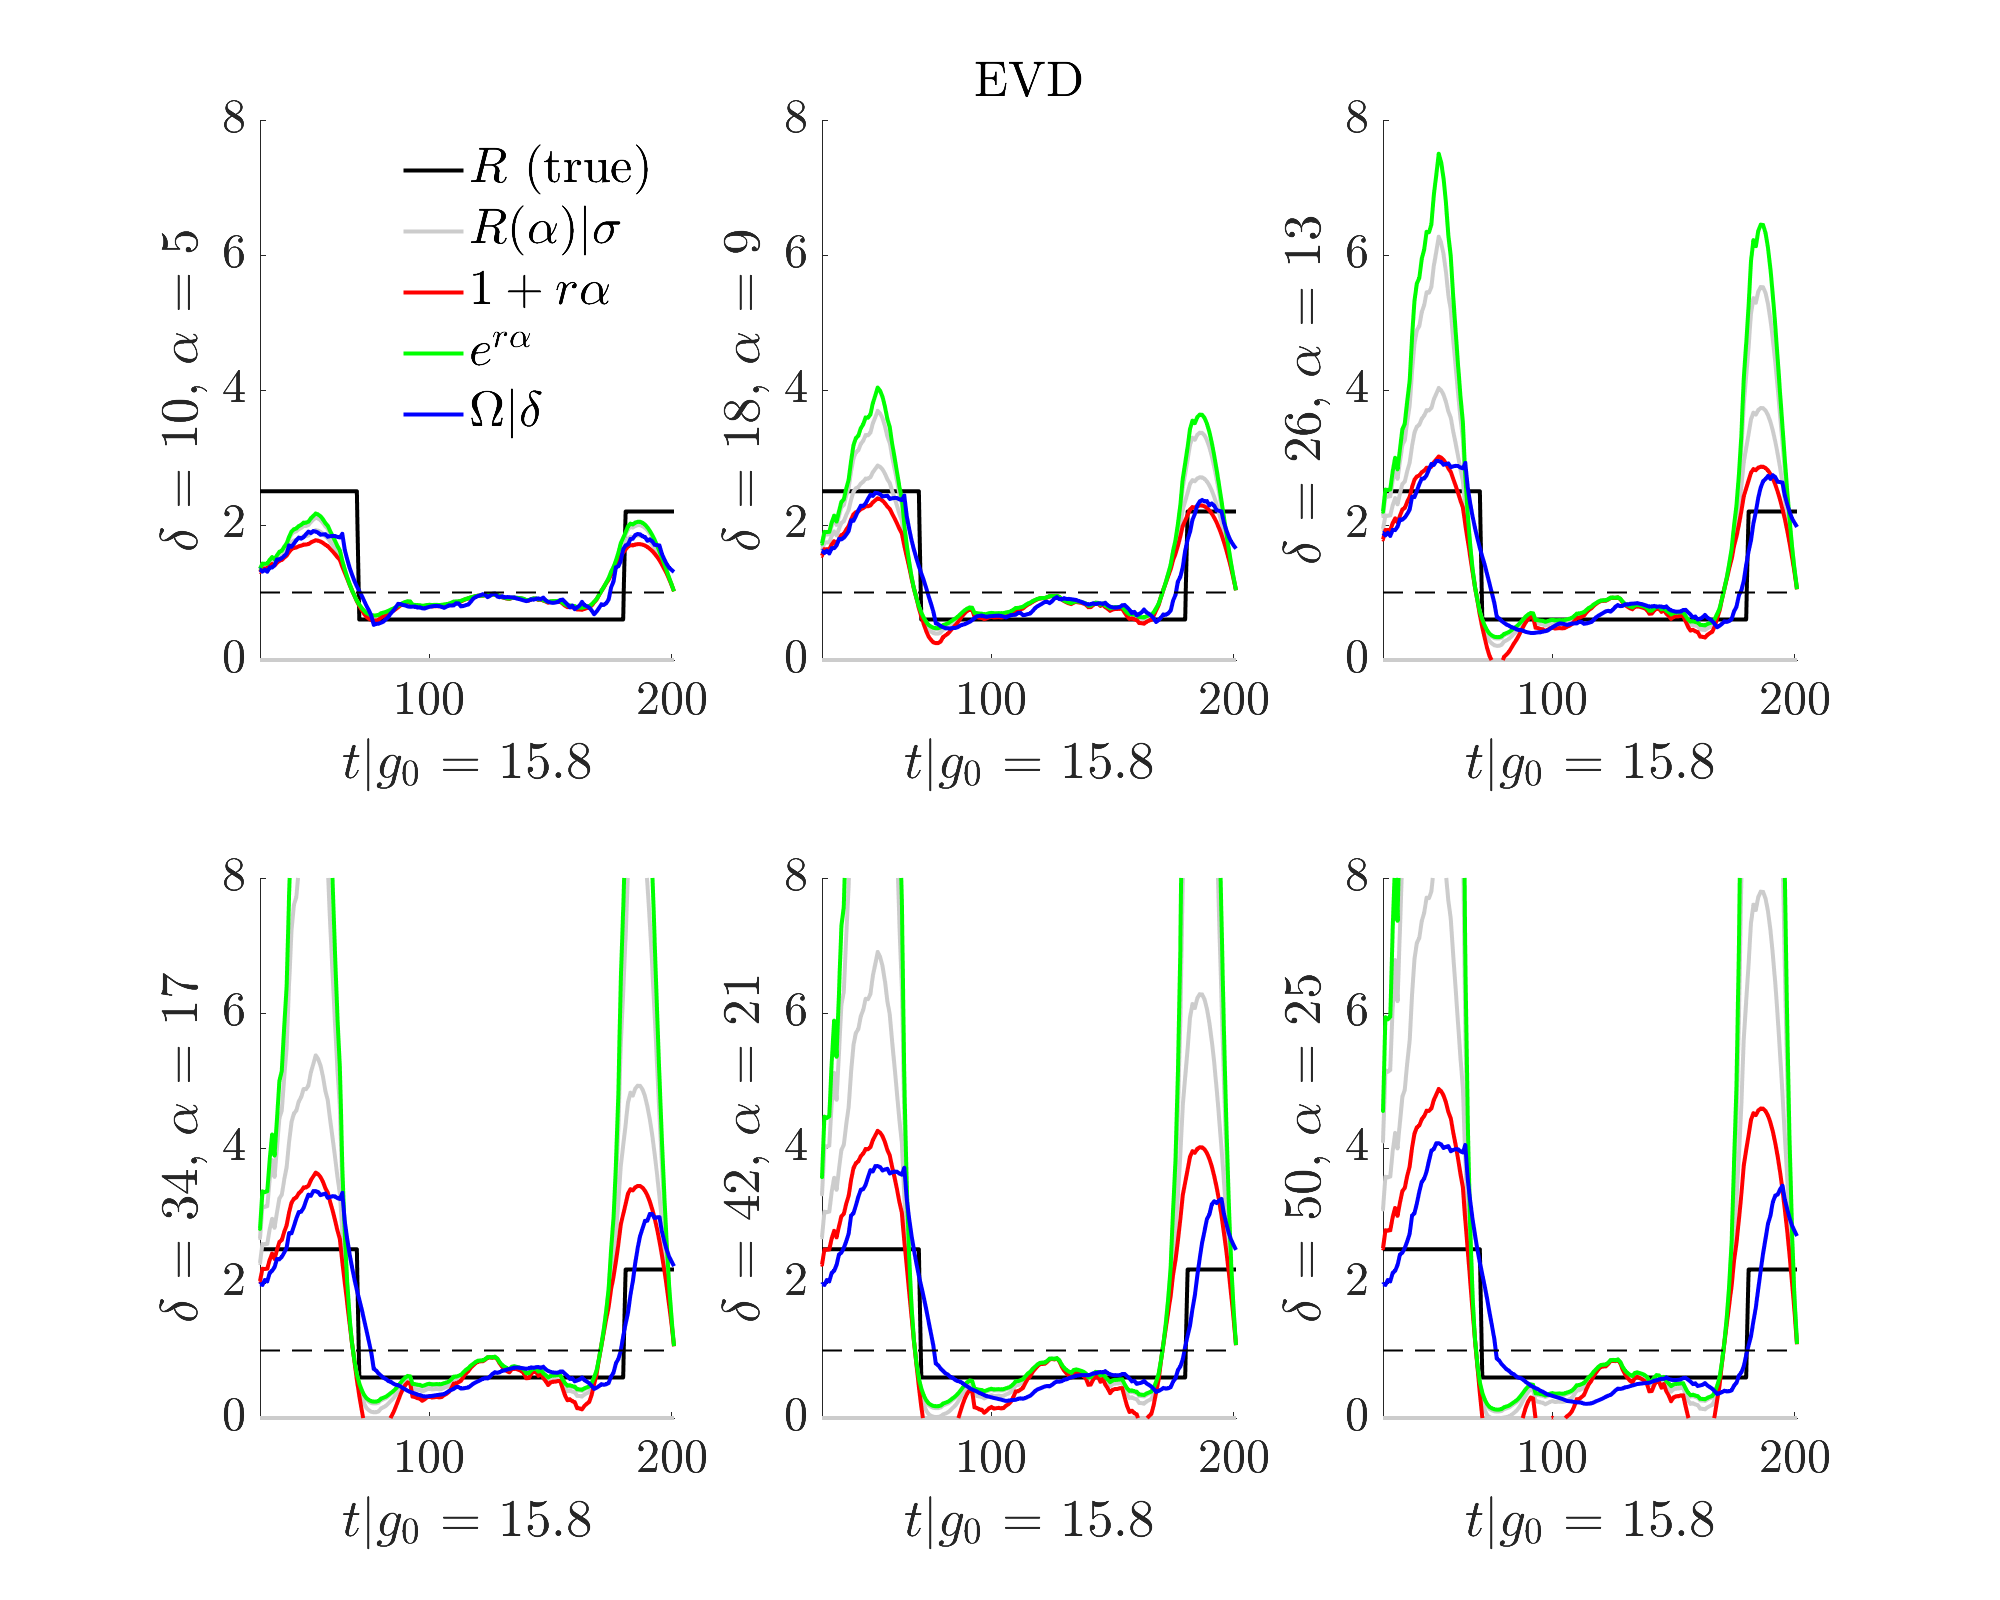 EVD
8
6
4
2
0
δ = 10, α = 5
R (true)
R(α)|σ
1 + rα
e^{rα}
Ω|δ
100
200
t|g₀ = 15.8
8
6
4
2
0
δ = 18, α = 9
100
200
t|g₀ = 15.8
8
6
4
2
0
δ = 26, α = 13
100
200
t|g₀ = 15.8
8
6
4
2
0
δ = 34, α = 17
100
200
t|g₀ = 15.8
8
6
4
2
0
δ = 42, α = 21
100
200
t|g₀ = 15.8
8
6
4
2
0
δ = 50, α = 25
100
200
t|g₀ = 15.8